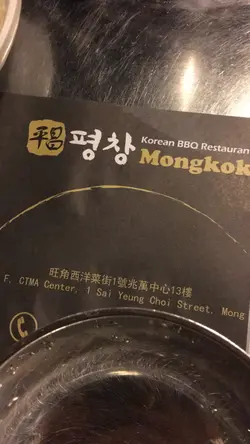 平昌 평창 Korean BBQ Restauran
Mongkok
旺角西洋菜街1號兆萬中心13樓
F. CTMA Center. 1 Sai Yeung Choi Street. Mong